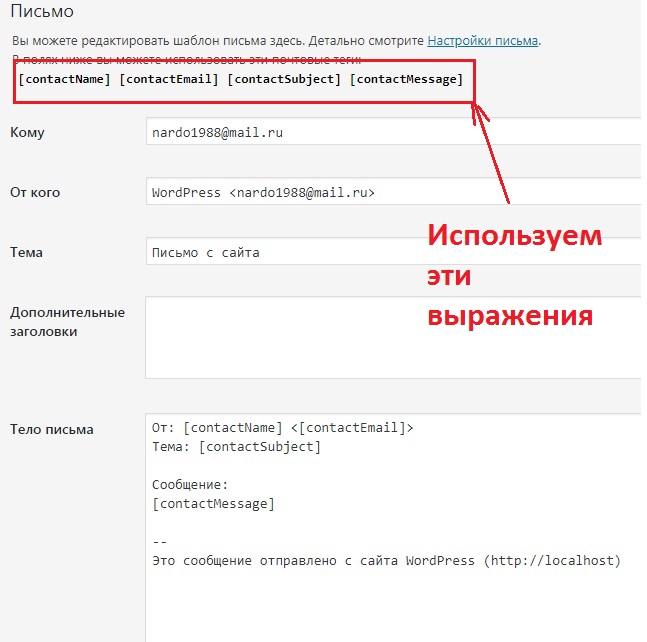 Письмо
Вы можете редактировать шаблон письма здесь. Детально смотрите Настройки письма.
В полях ниже вы можете использовать эти почтовые теги:
[contactName] [contactEmail] [contactSubject] [contactMessage]
Кому
nardo1988@mail.ru
От кого
WordPress <nardo1988@mail.ru>
Используем
эти
выражения
Тема
Письмо с сайта
Дополнительные
заголовки
Тело письма
От: [contactName] <[contactEmail]>
Тема: [contactSubject]
Сообщение:
[contactMessage]
--
Это сообщение отправлено с сайта WordPress (http://localhost)